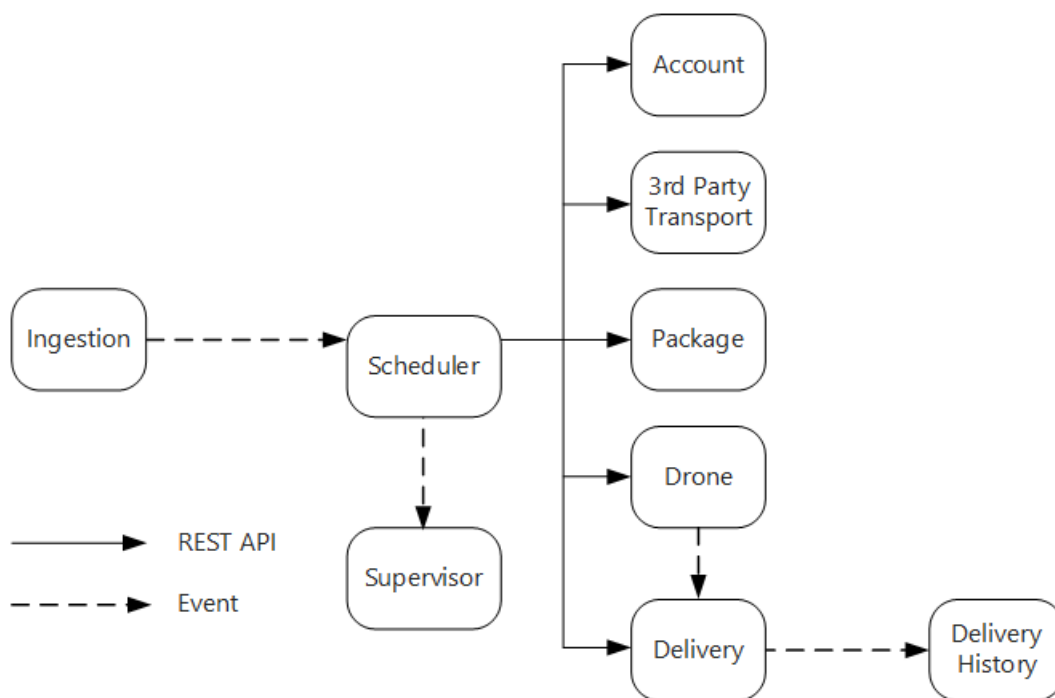 Account
3rd Party
Transport
Ingestion
Scheduler
Package
Drone
REST API
Supervisor
Event
Delivery
Delivery
History